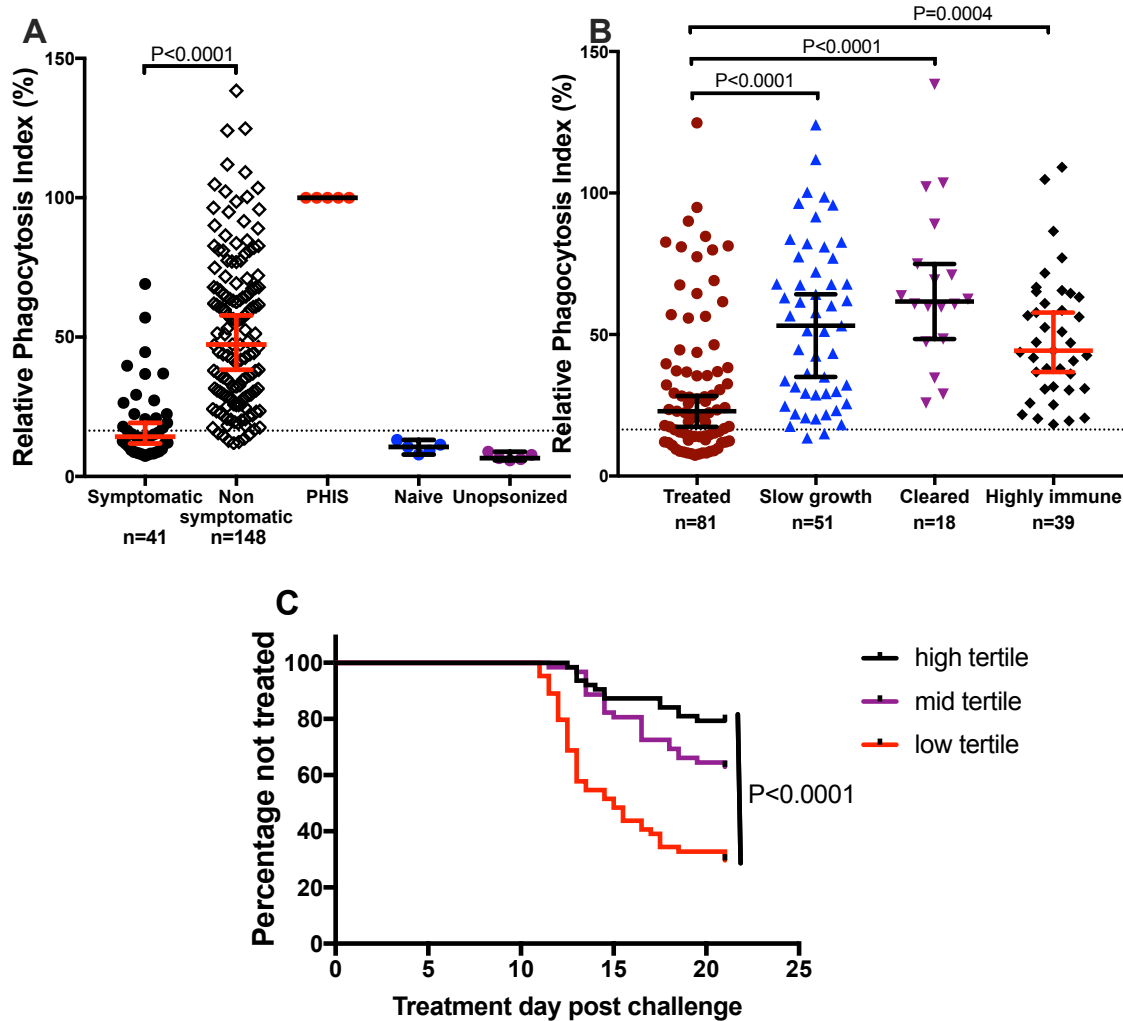 A
P<0.0001
Relative Phagocytosis Index (%)
150
100
50
0
Symptomatic
Non symptomatic
PHIS
Naive
Unopsonized
n=41
n=148
B
P=0.0004
P<0.0001
P<0.0001
Relative Phagocytosis Index (%)
150
100
50
0
Treated
Slow growth
Cleared
Highly immune
n=81
n=51
n=18
n=39
C
Percentage not treated
100
80
60
40
20
0
0
5
10
15
20
25
Treatment day post challenge
high tertile
mid tertile
low tertile
P<0.0001